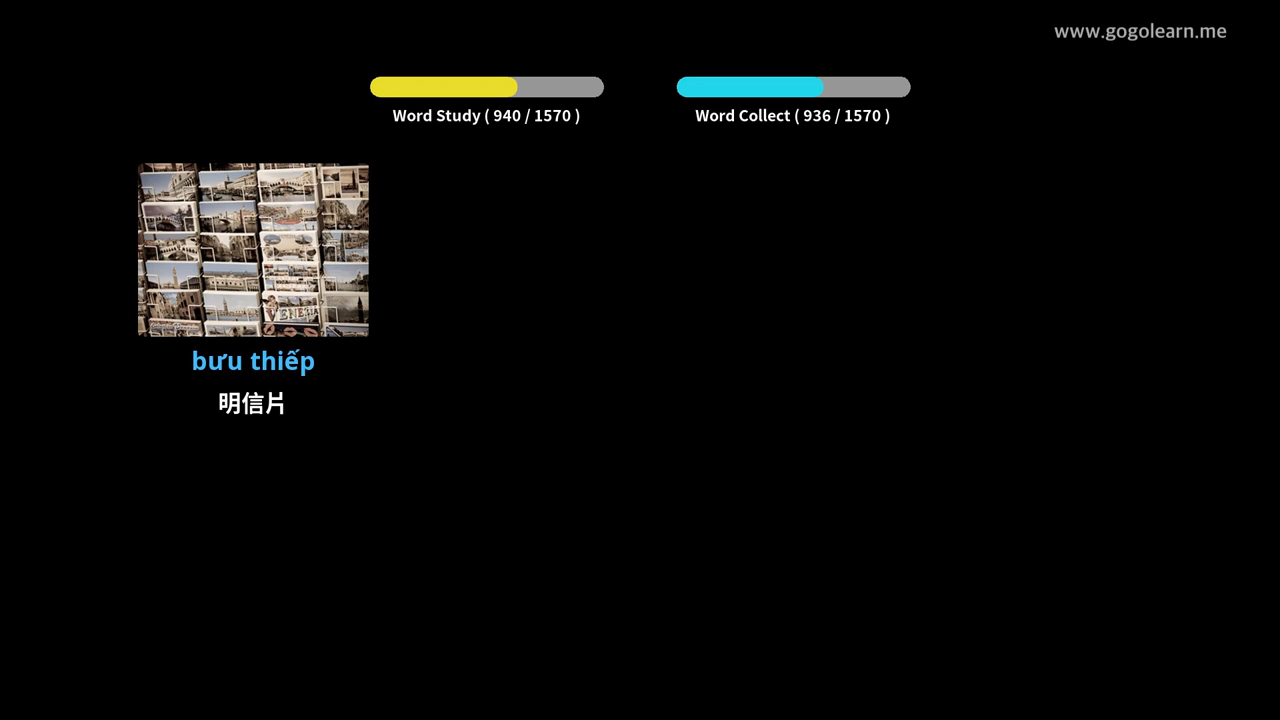 www.gogolearn.me
Word Study ( 940 / 1570 )
Word Collect ( 936 / 1570 )
bưu thiếp
明信片